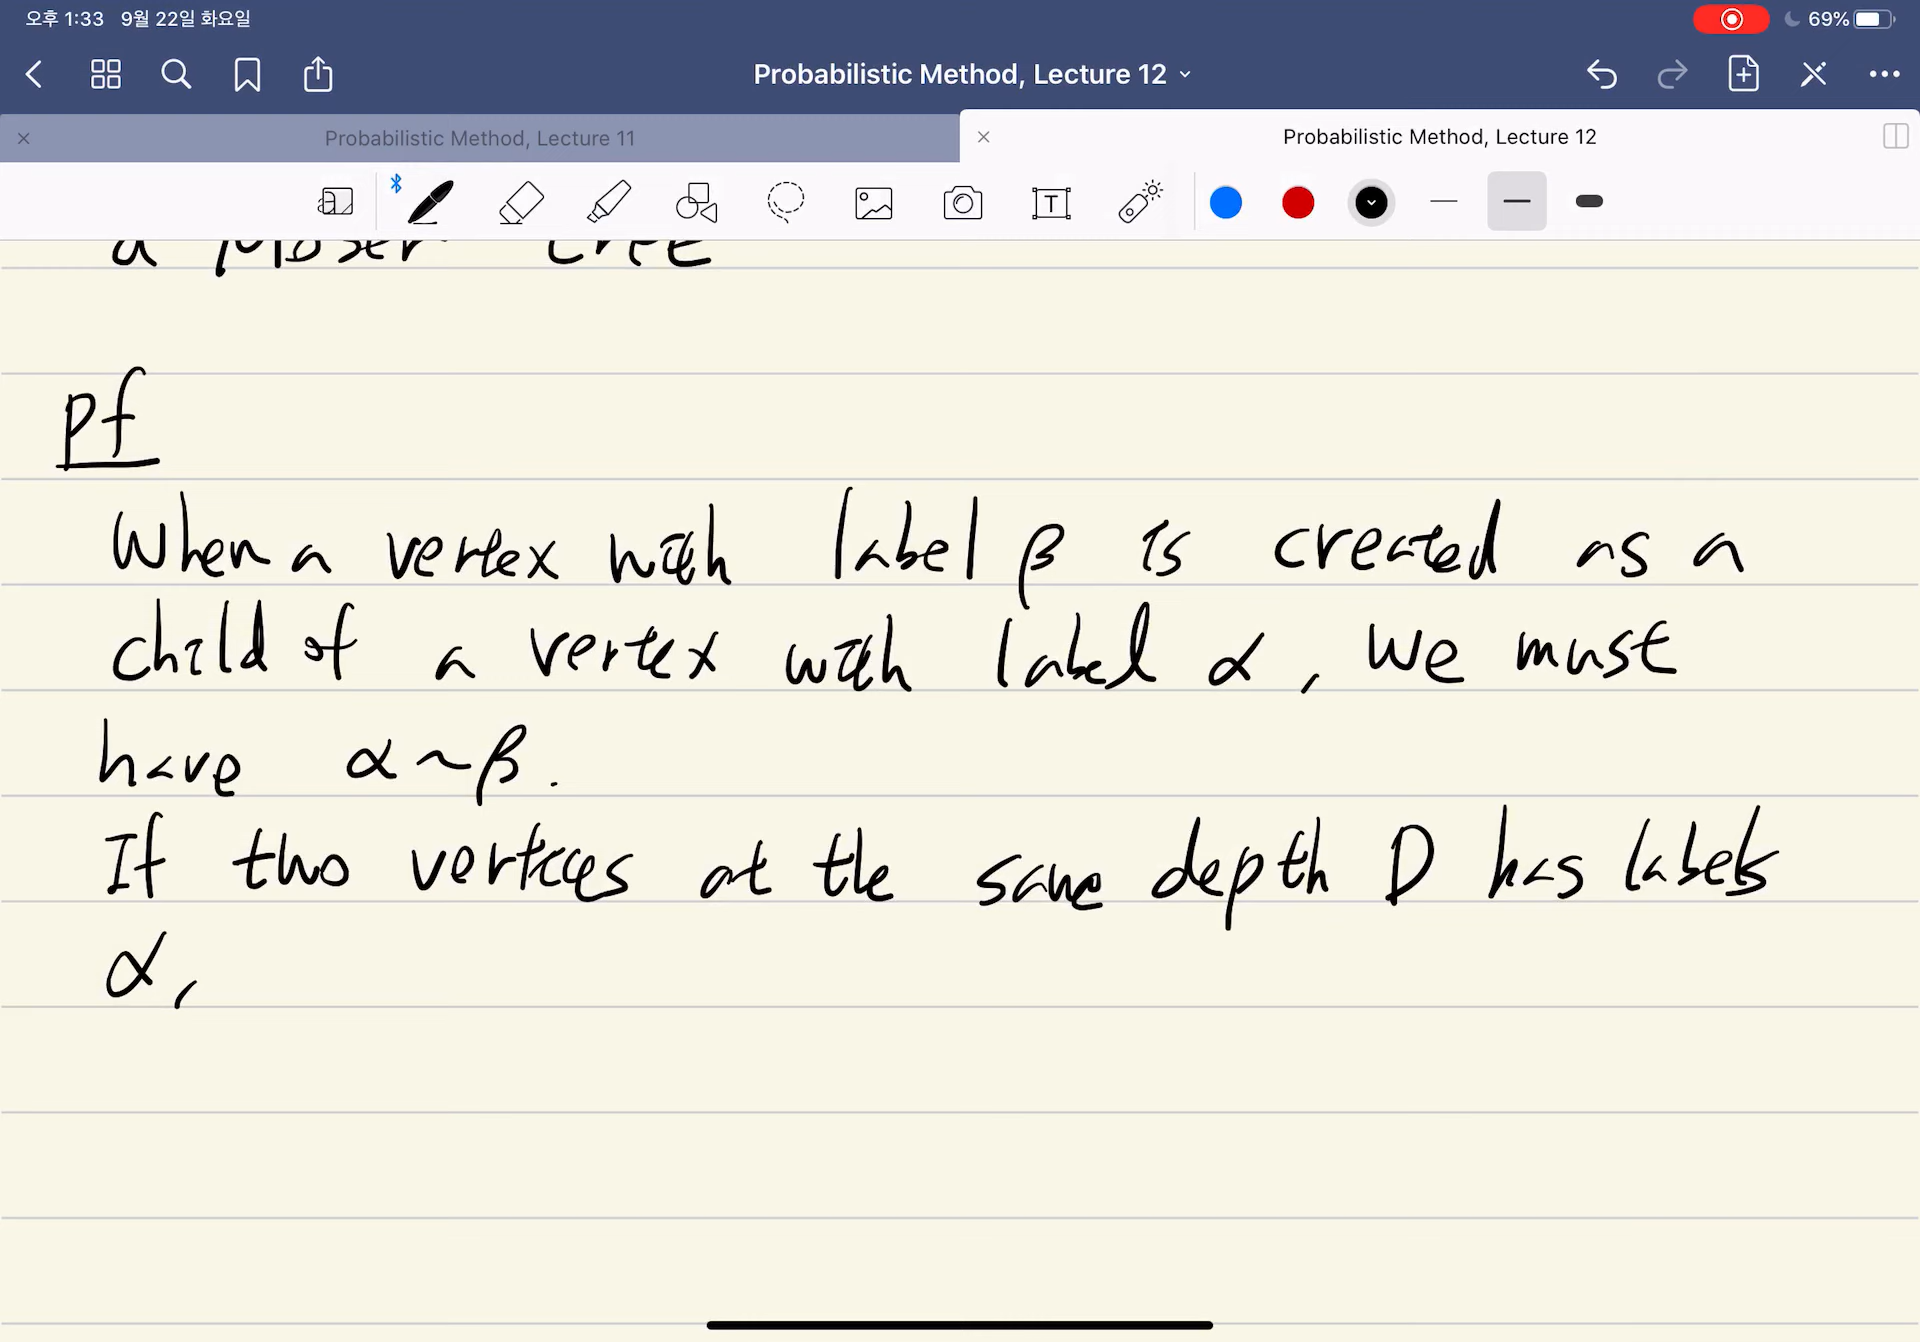 오후 1:33 9월 22일 화요일
69%
Probabilistic Method, Lecture 12
Probabilistic Method, Lecture 11
Probabilistic Method, Lecture 12
a Moser tree
pf
When a vertex with label β is created as a
child of a vertex with label α, we must
have α~β.
If two vertices at the same depth D has labels
α,